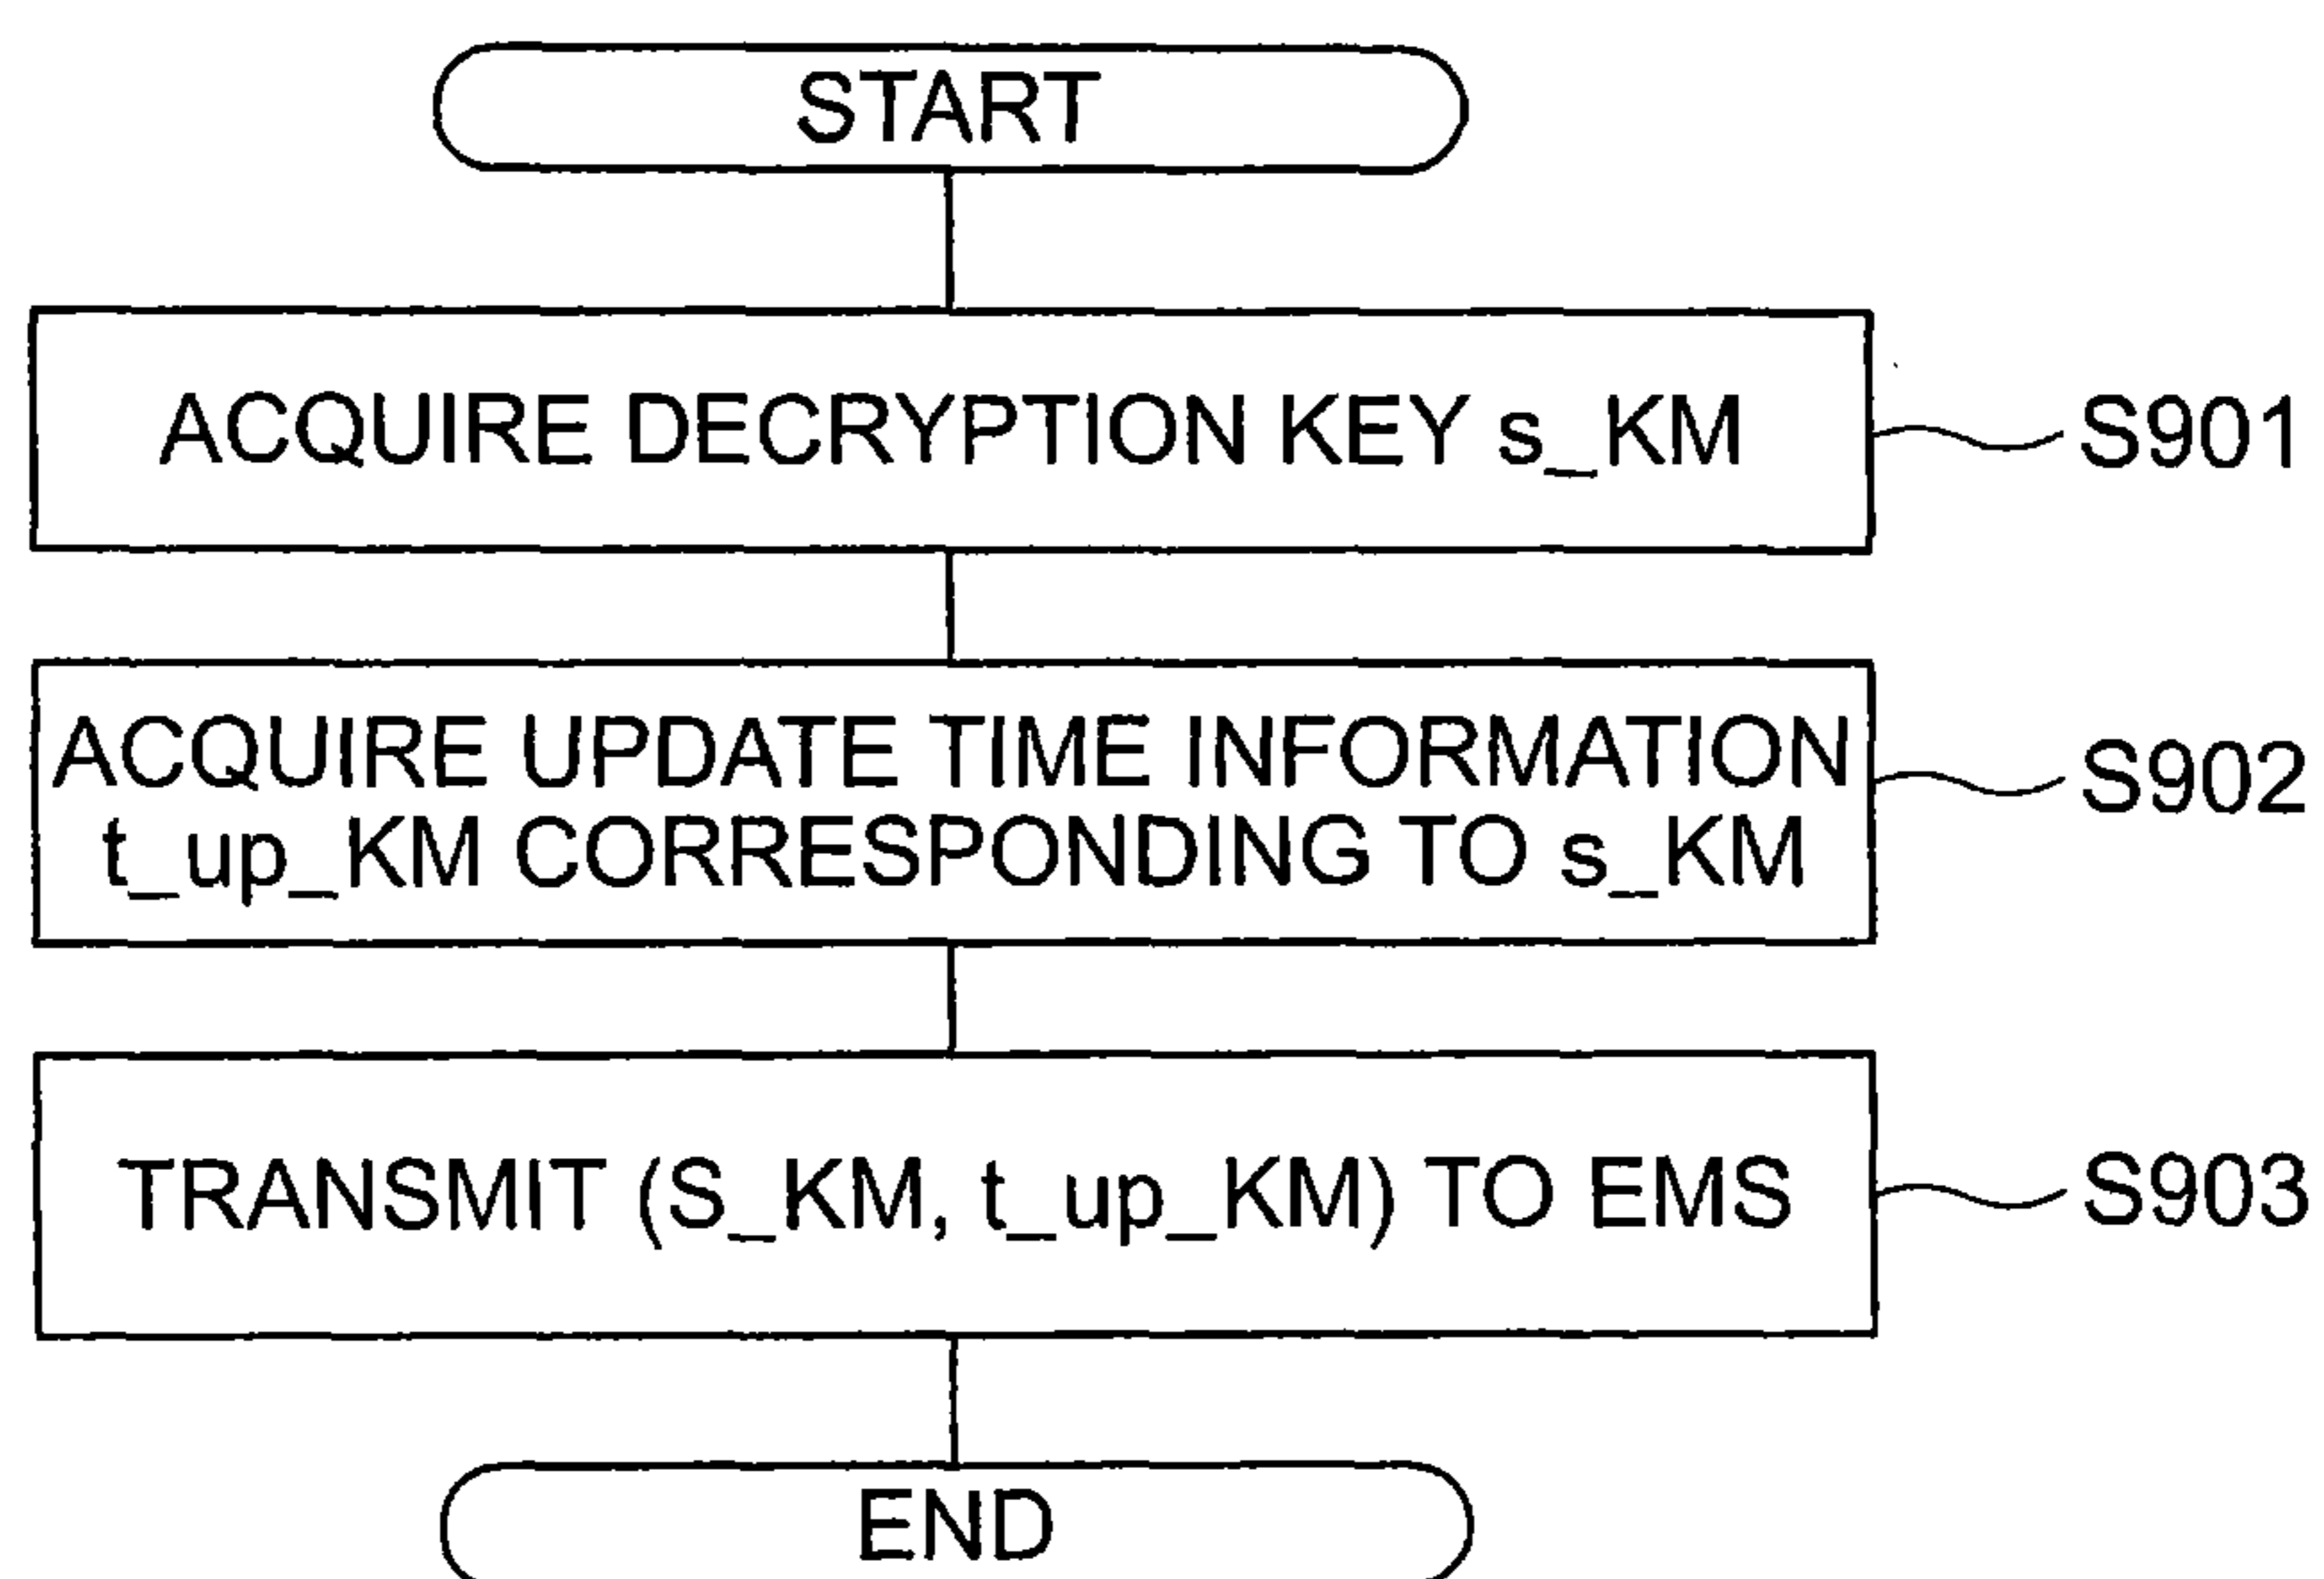 START
ACQUIRE DECRYPTION KEY s_KM
S901
ACQUIRE UPDATE TIME INFORMATION
t_up_KM CORRESPONDING TO s_KM
S902
TRANSMIT (S_KM, t_up_KM) TO EMS
S903
END